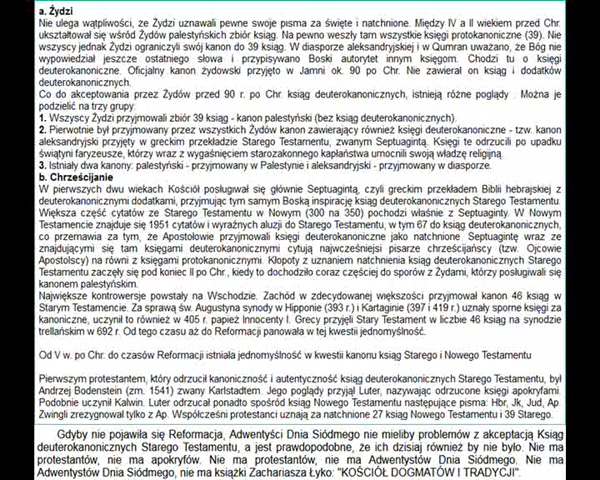 a. Żydzi
Nie ulega wątpliwości, że Żydzi uznawali pewne swoje pisma za święte i natchnione. Między IV a II wiekiem przed Chr.
ukształtował się wśród Żydów palestyńskich zbiór ksiąg. Na pewno weszły tam wszystkie księgi protokanoniczne (39). Nie
wszyscy jednak Żydzi ograniczyli swój kanon do 39 ksiąg. W diasporze aleksandryjskiej i w Qumran uważano, że Bóg nie
wypowiedział jeszcze ostatniego słowa i przypisywano Boski autorytet innym księgom. Chodzi tu o księgi
deuterokanoniczne. Oficjalny kanon żydowski przyjęto w Jamni ok. 90 po Chr. Nie zawierał on ksiąg i dodatków
deuterokanonicznych.
Co do akceptowania przez Żydów przed 90 r. po Chr. ksiąg deuterokanonicznych, istnieją różne poglądy . Można je
podzielić na trzy grupy:
1. Wszyscy Żydzi przyjmowali zbiór 39 ksiąg - kanon palestyński (bez ksiąg deuterokanonicznych).
2. Pierwotnie był przyjmowany przez wszystkich Żydów kanon zawierający również księgi deuterokanoniczne - tzw. kanon
aleksandryjski przyjęty w greckim przekładzie Starego Testamentu, zwanym Septuagintą. Księgi te odrzucili po upadku
świątyni faryzeusze, którzy wraz z wygaśnięciem starozakonnego kapłaństwa umocnili swoją władzę religijną.
3. Istniały dwa kanony: palestyński - przyjmowany w Palestynie i aleksandryjski - przyjmowany w diasporze.
b. Chrześcijanie
W pierwszych dwu wiekach Kościół posługiwał się głównie Septuagintą, czyli greckim przekładem Biblii hebrajskiej z
deuterokanonicznymi dodatkami, przyjmując tym samym Boską inspirację ksiąg deuterokanonicznych Starego Testamentu.
Większa część cytatów ze Starego Testamentu w Nowym (300 na 350) pochodzi właśnie z Septuaginty. W Nowym
Testamencie znajduje się 1951 cytatów i wyraźnych aluzji do Starego Testamentu, w tym 67 do ksiąg deuterokanonicznych,
co przemawia za tym, ze Apostołowie przyjmowali księgi deuterokanoniczne jako natchnione Septuagintę wraz ze
znajdującymi się tam księgami deuterokanonicznymi cytują najwcześniejsi pisarze chrześcijańscy (tzw. Ojcowie
Apostolscy) na równi z księgami protokanonicznymi. Kłopoty z uznaniem natchnienia ksiąg deuterokanonicznych Starego
Testamentu zaczęły się pod koniec II po Chr., kiedy to dochodziło coraz częściej do sporów z Żydami, którzy posługiwali się
kanonem palestyńskim.
Największe kontrowersje powstały na Wschodzie. Zachód w zdecydowanej większości przyjmował kanon 46 ksiąg w
Starym Testamencie. Za sprawą św. Augustyna synody w Hipponie (393 r.) i Kartaginie (397 i 419 r.) uznały sporne księgi za
kanoniczne, uczynił to również w 405 r. papież Innocenty I. Grecy przyjęli Stary Testament w liczbie 46 ksiąg na synodzie
trellańskim w 692 r. Od tego czasu aż do Reformacji panowała w tej kwestii jednomyślność.
Od V w. po Chr. do czasów Reformacji istniała jednomyślność w kwestii kanonu ksiąg Starego i Nowego Testamentu
Pierwszym protestantem, który odrzucił kanoniczność i autentyczność ksiąg deuterokanonicznych Starego Testamentu, był
Andrzej Bodenstein (zm. 1541) zwany Karlstadtem. Jego poglądy przyjął Luter, nazywając odrzucone księgi apokryfami.
Podobnie uczynił Kalwin. Luter odrzucał ponadto spośród ksiąg Nowego Testamentu następujące pisma: Hbr, Jk, Jud, Ap
Zwingli zrezygnował tylko z Ap. Współcześni protestanci uznają za natchnione 27 ksiąg Nowego Testamentu i 39 Starego.
Gdyby nie pojawiła się Reformacja, Adwentyści Dnia Siódmego nie mieliby problemów z akceptacją Ksiąg
deuterokanonicznych Starego Testamentu, a jest prawdopodobne, że ich dzisiaj również by nie było. Nie ma
protestantów, nie ma apokryfów. Nie ma protestantów, nie ma Adwentystów Dnia Siódmego. Nie ma
Adwentystów Dnia Siódmego, nie ma książki Zachariasza Łyko: "KOŚCIÓŁ DOGMATÓW I TRADYCJI".